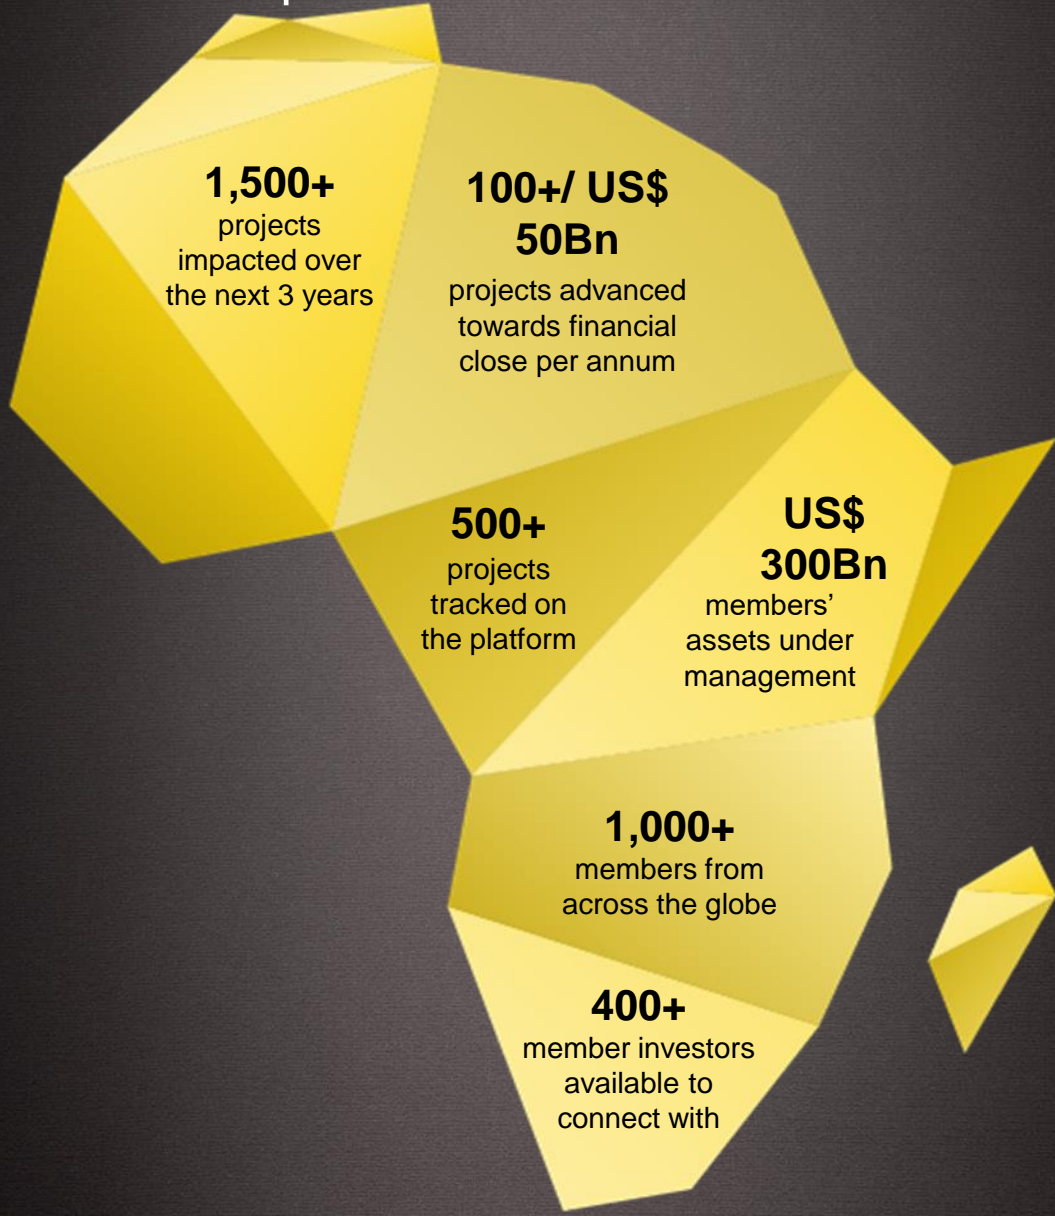 1,500+
projects
impacted over
the next 3 years
100+/ US$
50Bn
projects advanced
towards financial
close per annum
500+
projects
tracked on
the platform
US$
300Bn
members’
assets under
management
1,000+
members from
across the globe
400+
member investors
available to
connect with